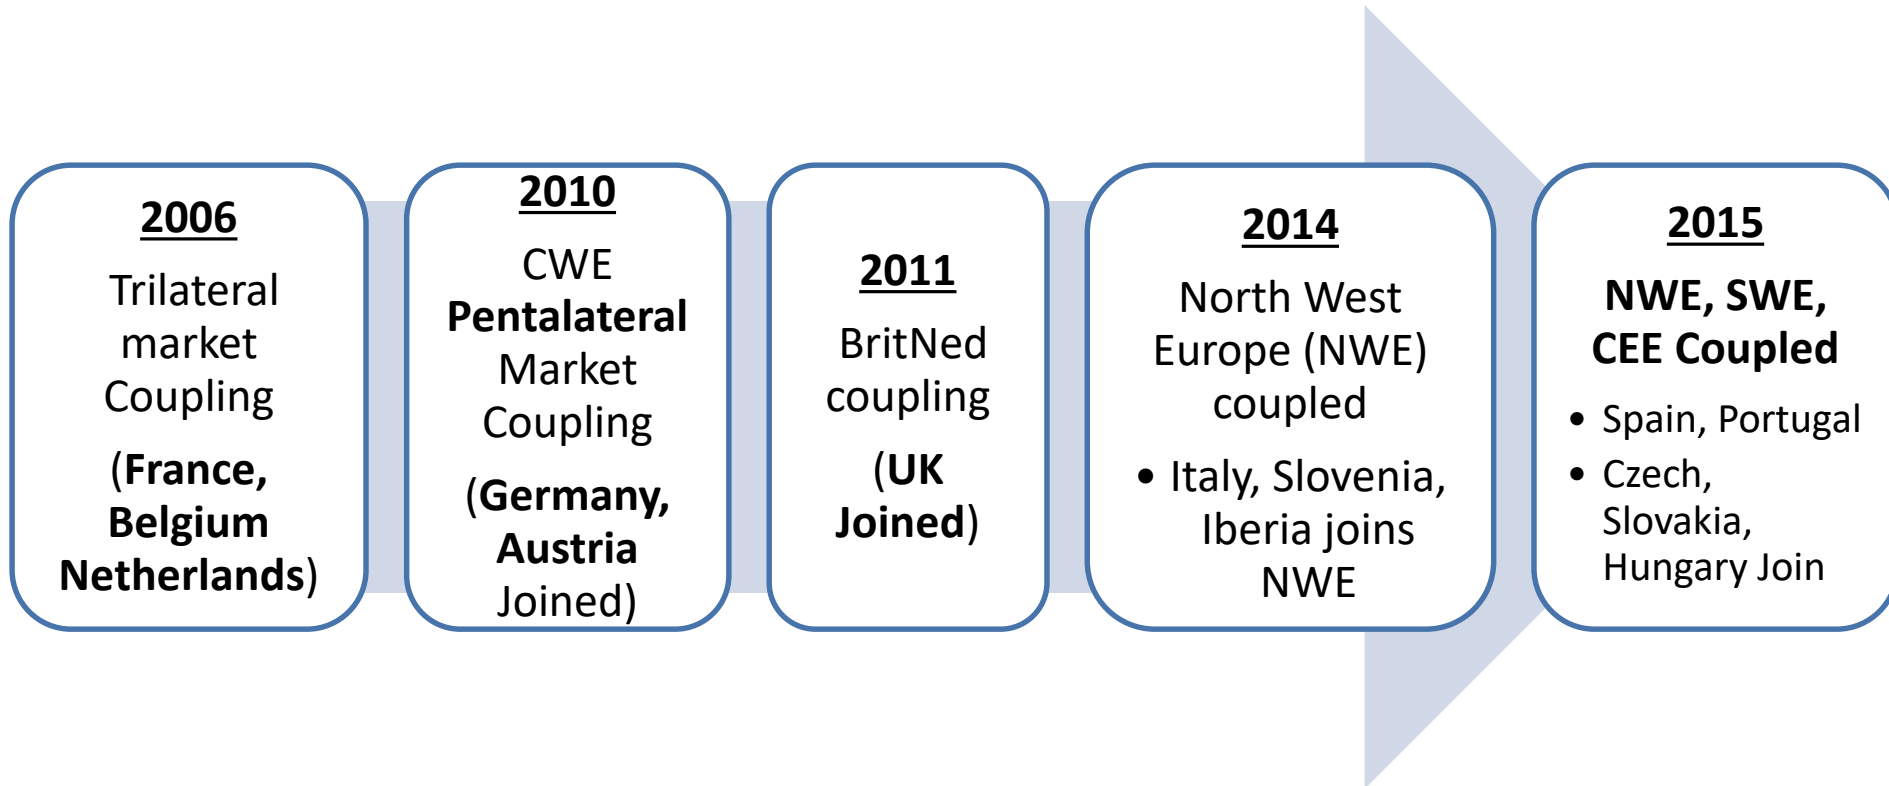 2006
Trilateral
market
Coupling
(France,
Belgium
Netherlands)
2010
CWE
Pentalateral
Market
Coupling
(Germany,
Austria
Joined)
2011
BritNed
coupling
(UK
Joined)
2014
North West
Europe (NWE)
coupled
• Italy, Slovenia,
Iberia joins
NWE
2015
NWE, SWE,
CEE Coupled
• Spain, Portugal
• Czech,
Slovakia,
Hungary Join